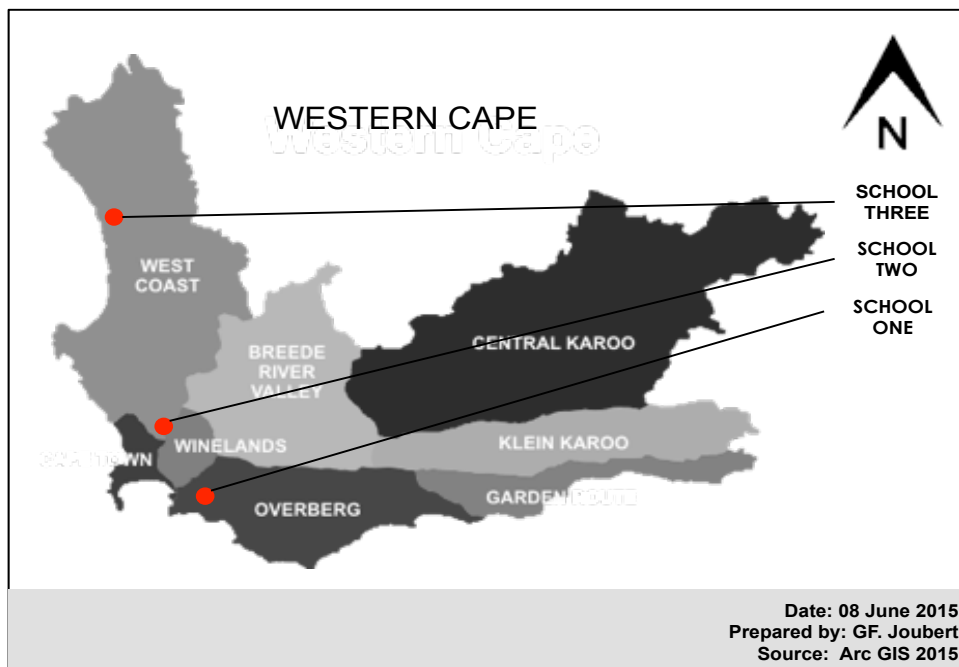 WESTERN CAPE
Western Cape
N
SCHOOL
THREE
SCHOOL
TWO
SCHOOL
ONE
WEST
COAST
BREEDE
RIVER
VALLEY
CENTRAL KAROO
WINELANDS
KLEIN KAROO
GARDEN ROUTE
OVERBERG
Date: 08 June 2015
Prepared by: GF. Joubert
Source: Arc GIS 2015